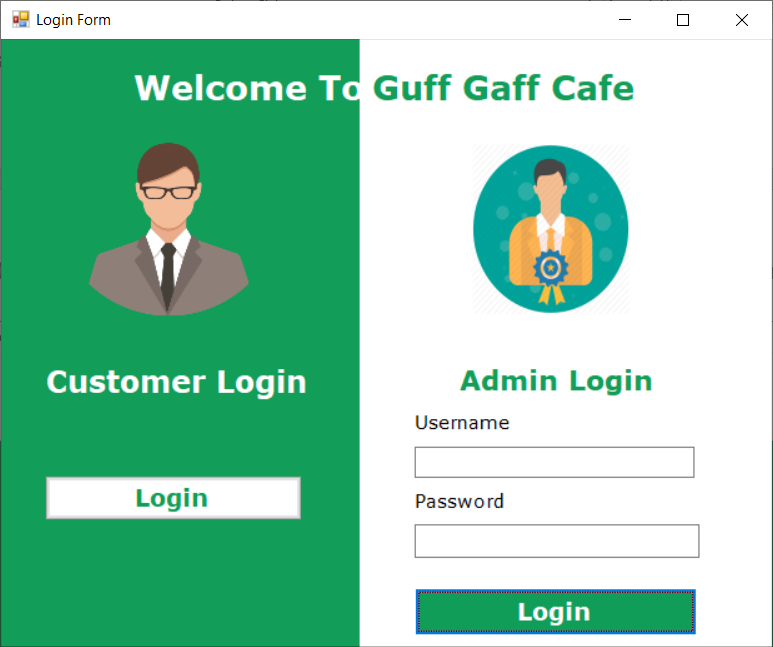 Login Form
Welcome To Guff Gaff Cafe
Customer Login
Login
Admin Login
Username
Password
Login